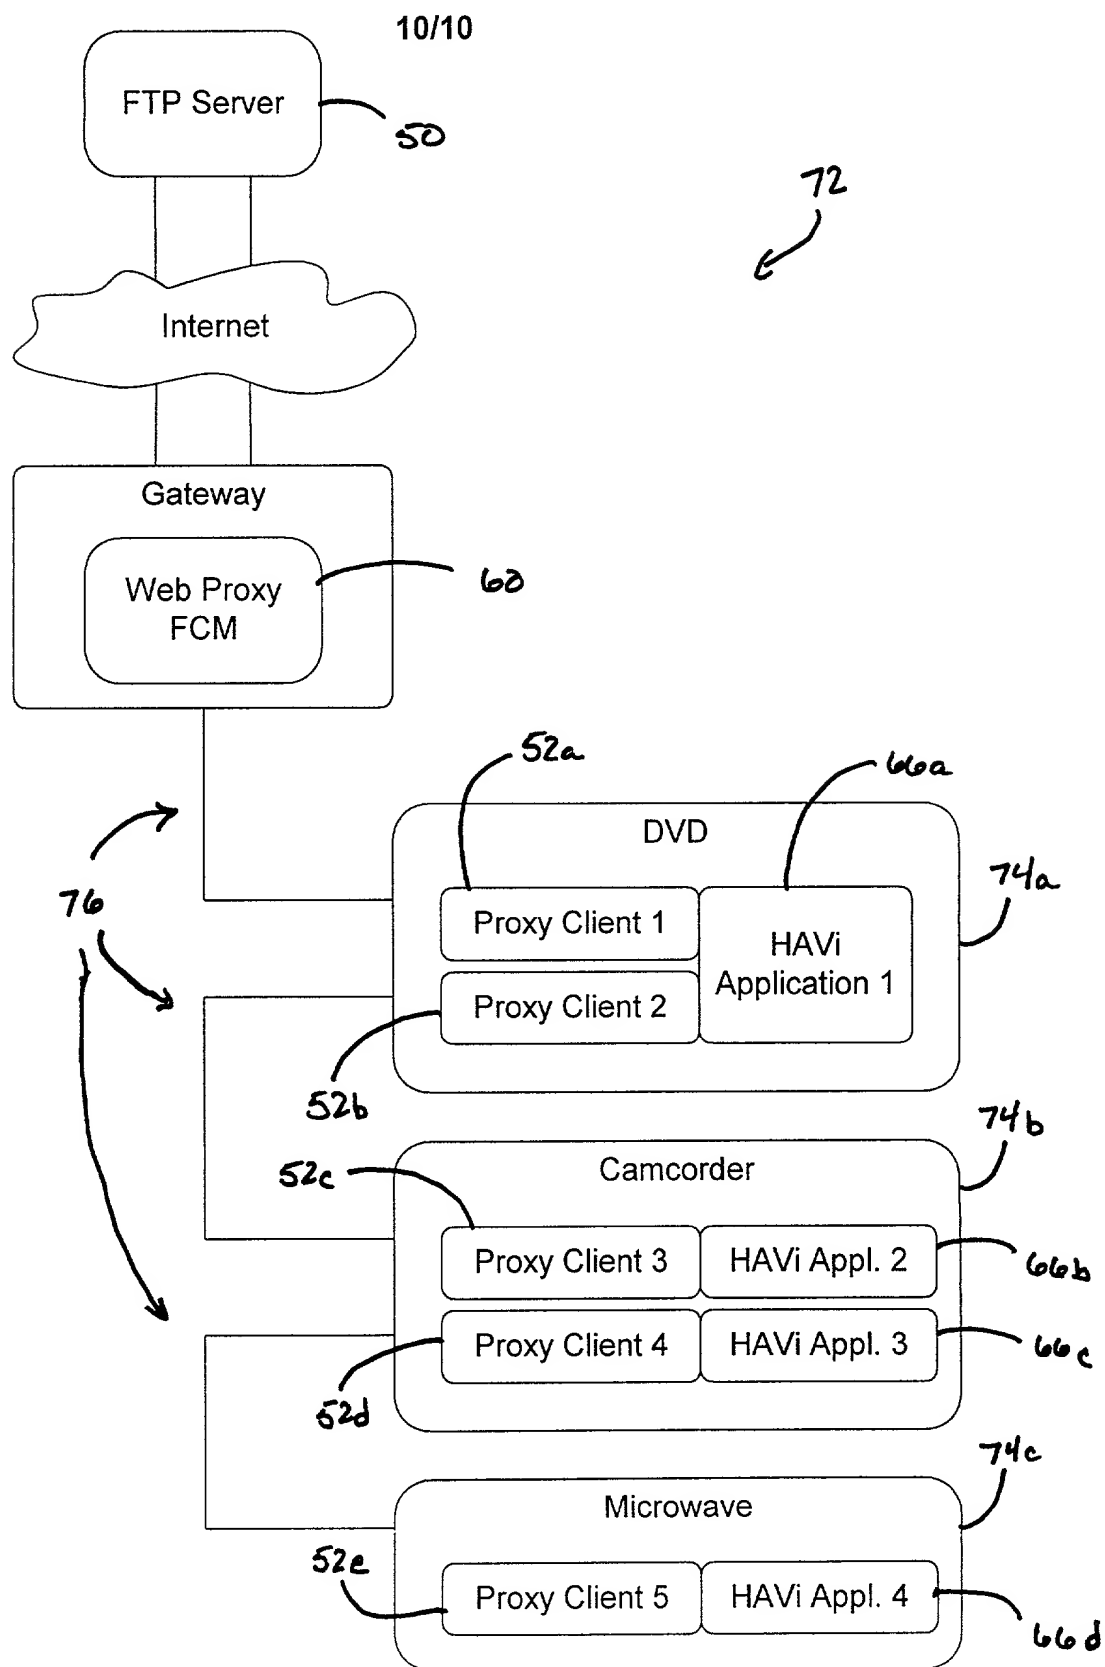 10/10
FTP Server
50
72
Internet
Gateway
Web Proxy
FCM
60
52a
66a
DVD
74a
76
Proxy Client 1
HAVi
Application 1
Proxy Client 2
52b
74b
Camcorder
52c
Proxy Client 3
HAVi Appl. 2
66b
Proxy Client 4
HAVi Appl. 3
66c
52d
74c
Microwave
52e
Proxy Client 5
HAVi Appl. 4
66d